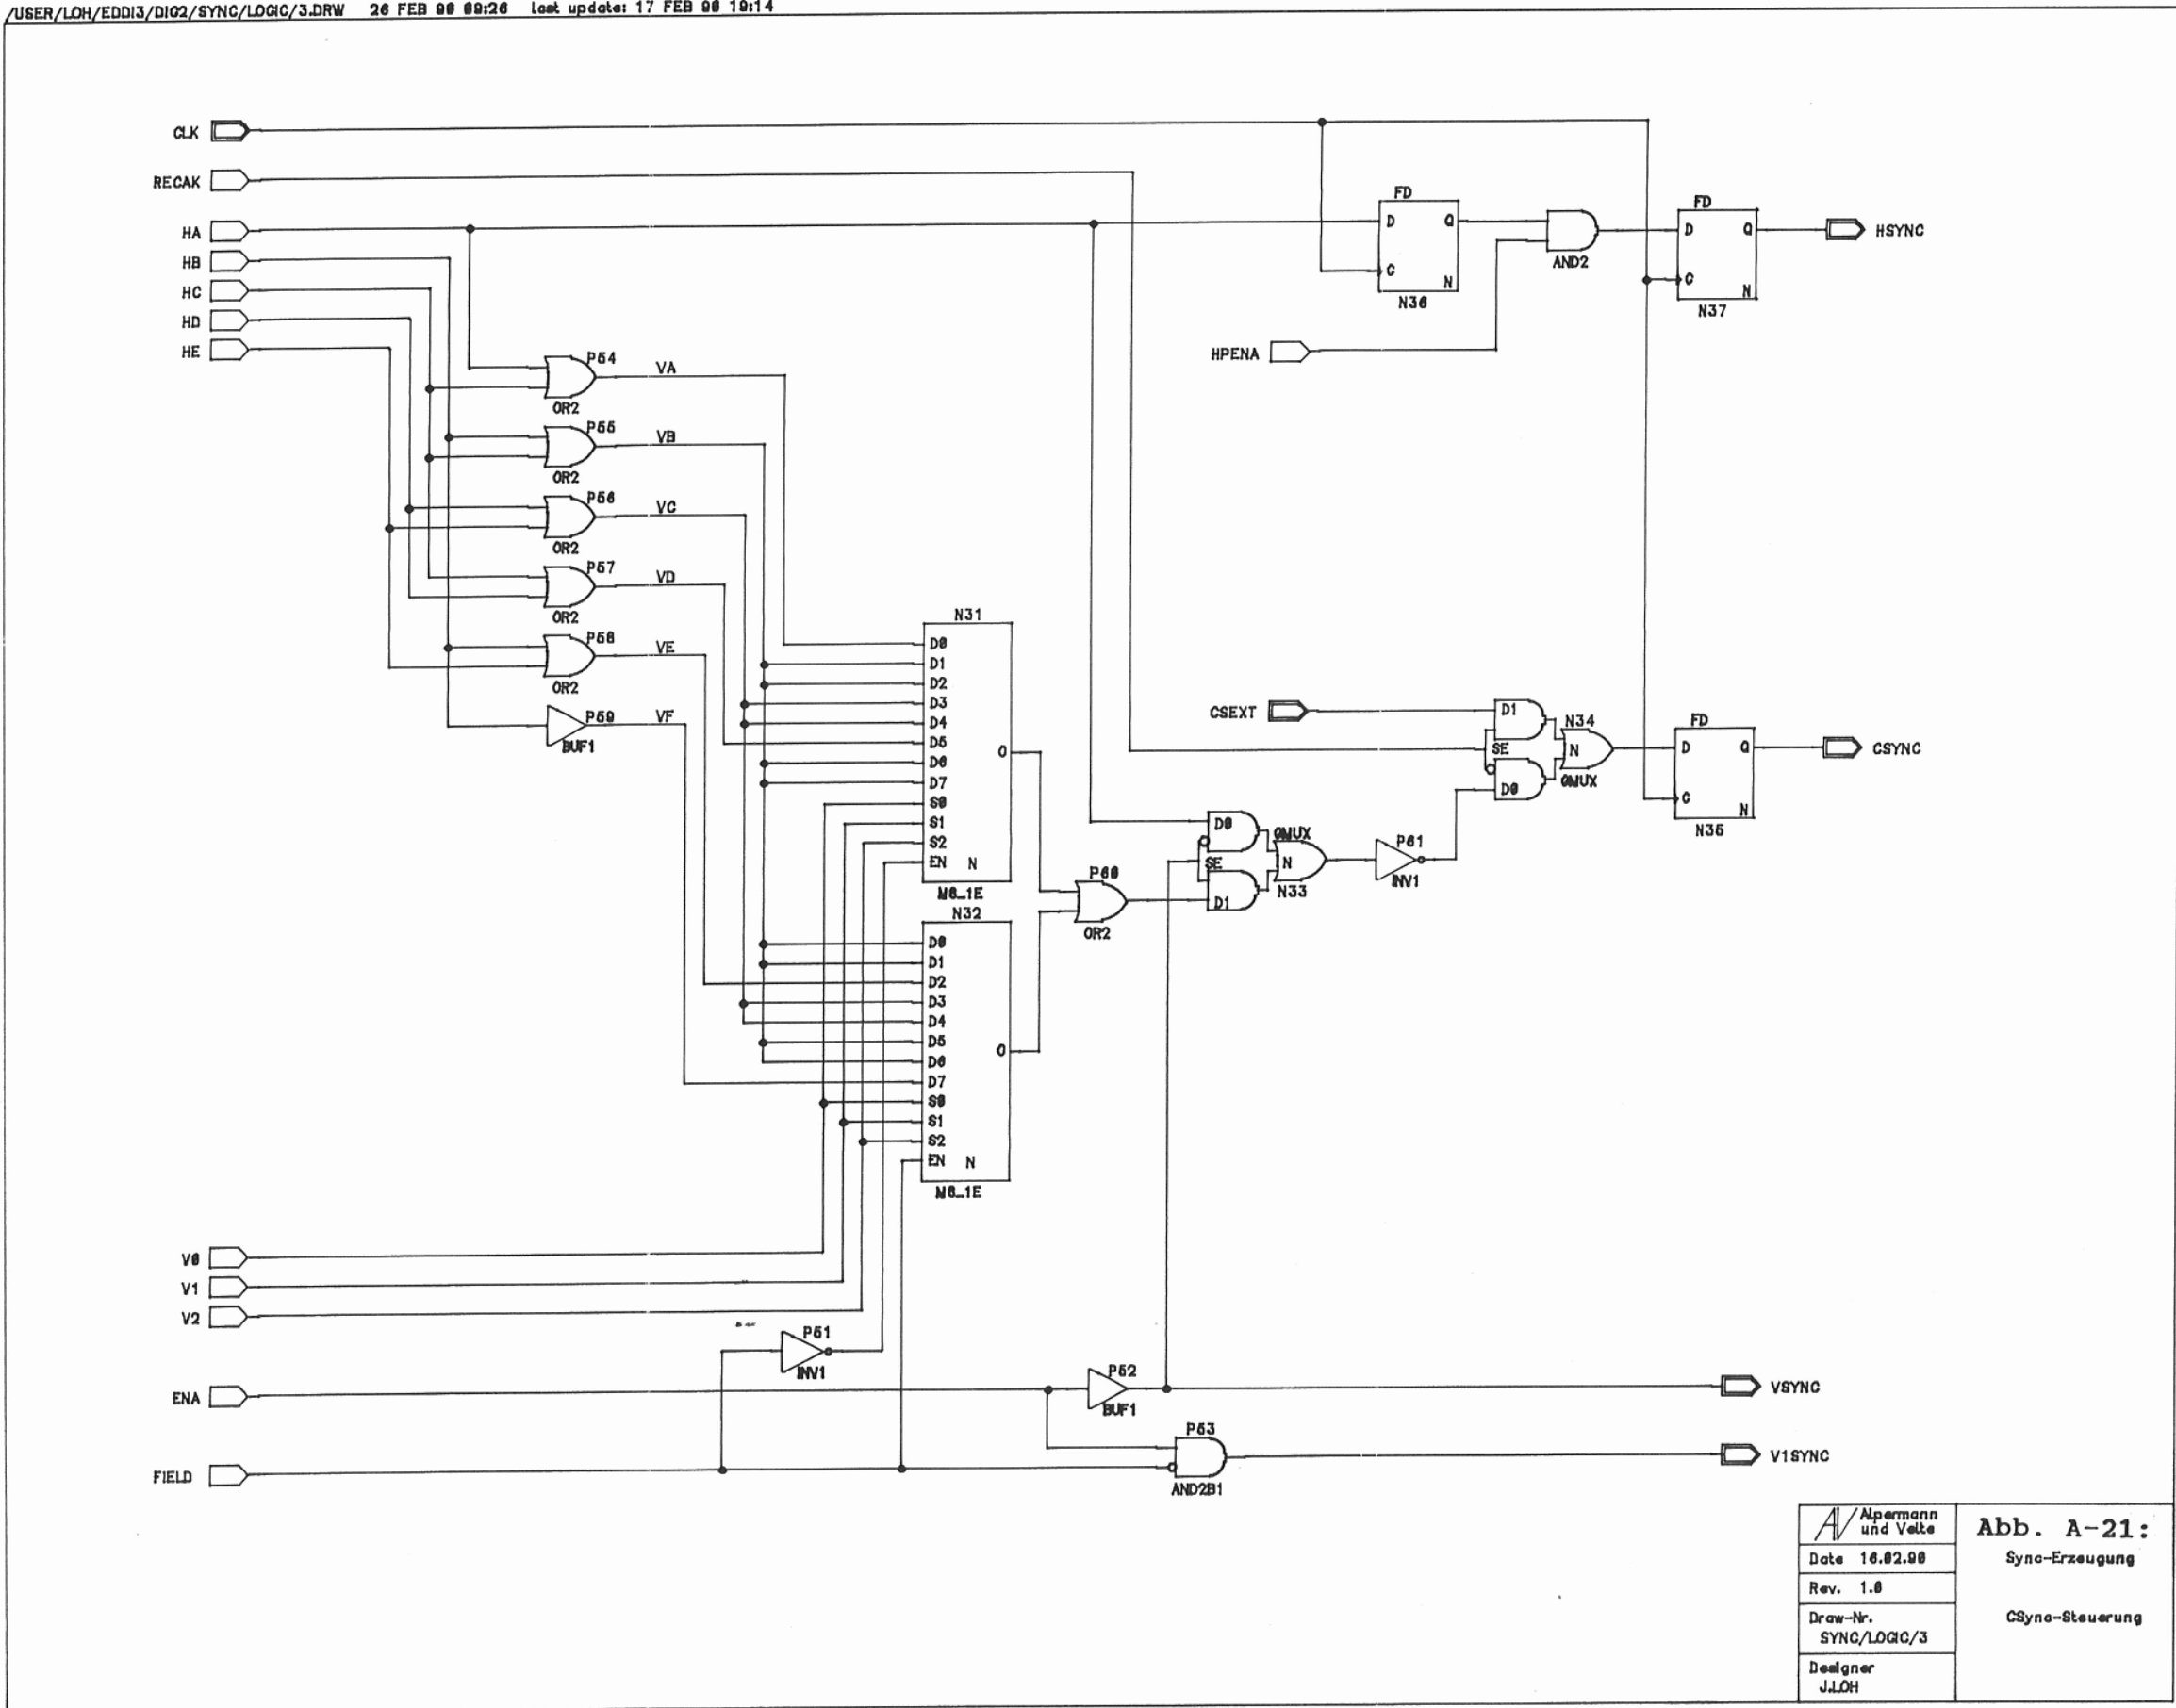 /USER/LOH/EDDI3/DIG2/SYNC/LOGIC/3.DRW 26 FEB 90 09:26 last update: 17 FEB 90 19:14
CLK
RECAK
HA
HB
HC
HD
HE
FD
D
Q
C
N
N36
AND2
HPENA
FD
D
Q
C
N
N37
HSYNC
P54
VA
OR2
P55
VB
OR2
P56
VC
OR2
P57
VD
OR2
P58
VE
OR2
P59
VF
BUF1
N31
D0
D1
D2
D3
D4
D5
D6
D7
S0
S1
S2
EN N
O
M8_1E
N32
D0
D1
D2
D3
D4
D5
D6
D7
S0
S1
S2
EN N
O
M8_1E
P60
OR2
D0
SE
D1
GMUX
N
N33
P61
INV1
CSEXT
D1
SE
D0
N34
N
GMUX
FD
D
Q
C
N
N35
CSYNC
V0
V1
V2
P51
INV1
ENA
P52
BUF1
VSYNC
FIELD
P53
AND2B1
V1SYNC
AV Alpermann
und Velte
Date 16.02.90
Rev. 1.0
Draw-Nr.
SYNC/LOGIC/3
Designer
J.LOH
Abb. A-21:
Sync-Erzeugung
CSync-Steuerung